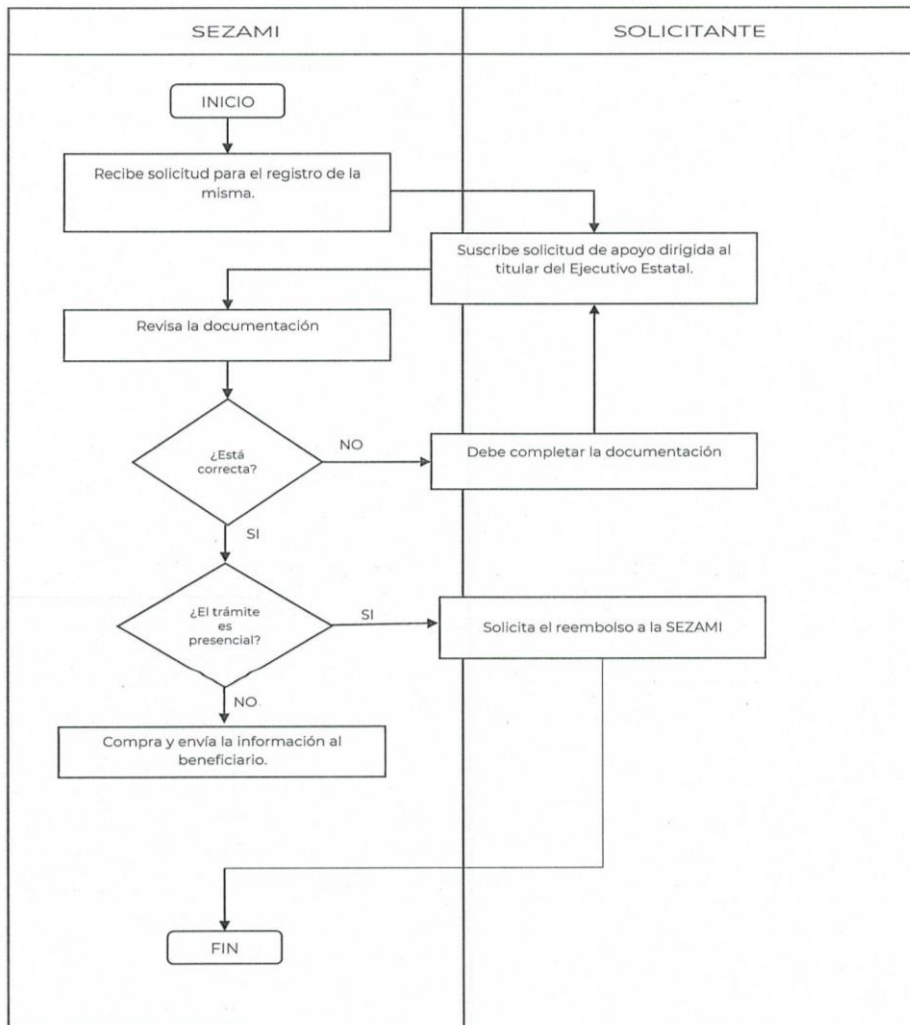 SEZAMI
SOLICITANTE
INICIO
Recibe solicitud para el registro de la
misma.
Suscribe solicitud de apoyo dirigida al
titular del Ejecutivo Estatal.
Revisa la documentación
¿Está
correcta?
NO
Debe completar la documentación
SI
¿El trámite
es
presencial?
SI
Solicita el reembolso a la SEZAMI
NO
Compra y envía la información al
beneficiario.
FIN